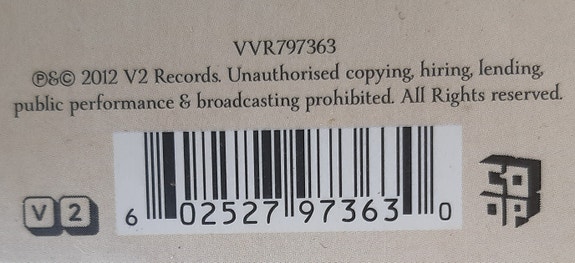 VVR797363
℗&© 2012 V2 Records. Unauthorised copying, hiring, lending,
public performance & broadcasting prohibited. All Rights reserved.
V 2
6 02527 97363 0